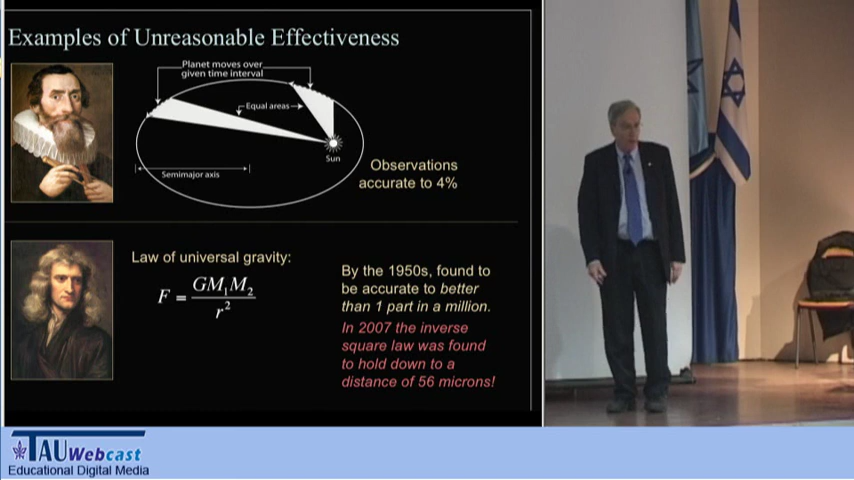 Examples of Unreasonable Effectiveness
Planet moves over
given time interval
Equal areas
Sun
Semimajor axis
Observations
accurate to 4%
Law of universal gravity:
F = GM₁M₂ / r²
By the 1950s, found to
be accurate to better
than 1 part in a million.
In 2007 the inverse
square law was found
to hold down to a
distance of 56 microns!
TAU Webcast
Educational Digital Media